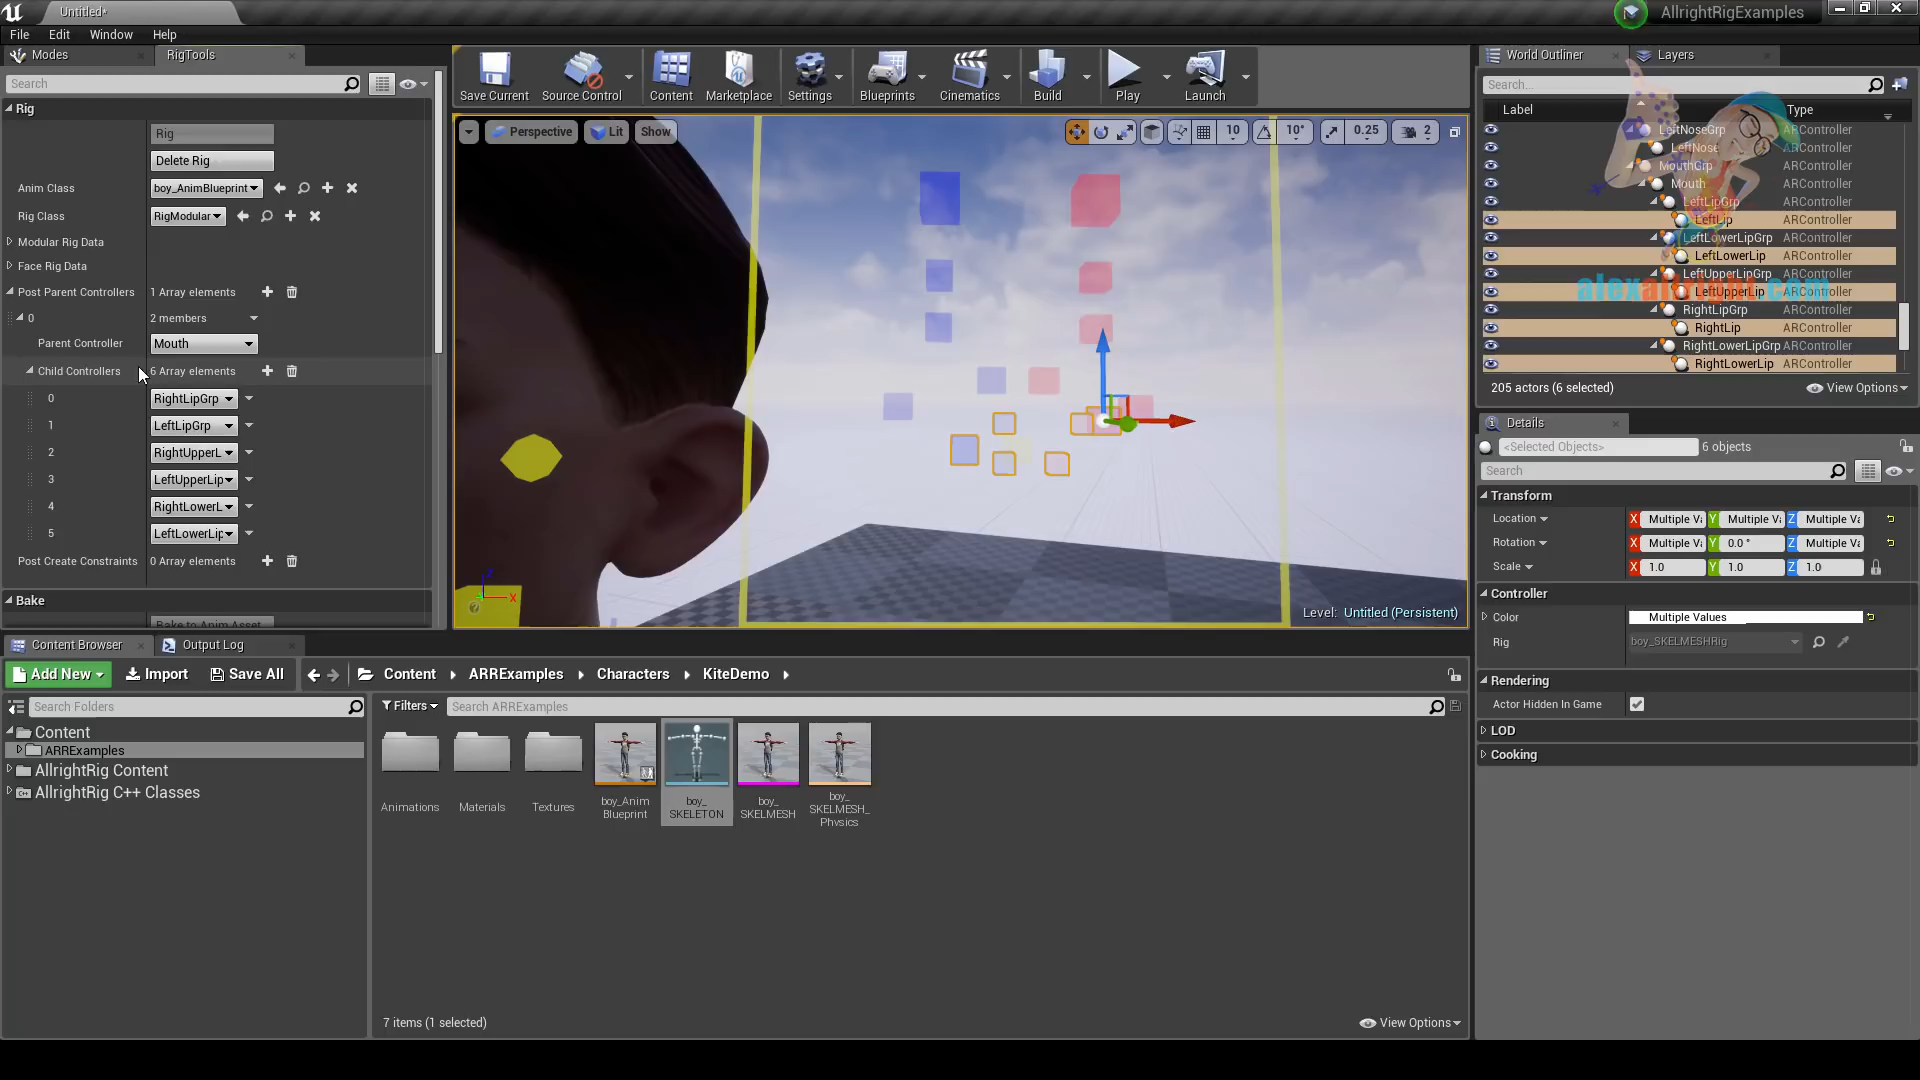 Untitled*
AllrightRigExamples
File Edit Window Help
Modes
RigTools
Search
Rig
Rig
Delete Rig
Anim Class boy_AnimBlueprint
Rig Class RigModular
Modular Rig Data
Face Rig Data
Post Parent Controllers 1 Array elements
0 2 members
Parent Controller Mouth
Child Controllers 6 Array elements
0 RightLipGrp
1 LeftLipGrp
2 RightUpperL
3 LeftUpperLip
4 RightLowerL
5 LeftLowerLip
Post Create Constraints 0 Array elements
Bake
Bake to Anim Asset
Save Current
Source Control
Content
Marketplace
Settings
Blueprints
Cinematics
Build
Play
Launch
Perspective
Lit
Show
10
10°
0.25
2
Z
X
Level: Untitled (Persistent)
World Outliner
Layers
Search...
Label Type
LeftNoseGrp ARController
LeftNose ARController
MouthGrp ARController
Mouth ARController
LeftLipGrp ARController
LeftLip ARController
LeftLowerLipGrp ARController
LeftLowerLip ARController
LeftUpperLipGrp ARController
LeftUpperLip ARController
RightLipGrp ARController
RightLip ARController
RightLowerLipGrp ARController
RightLowerLip ARController
alexallright.com
205 actors (6 selected)
View Options
Details
<Selected Objects> 6 objects
Search
Transform
Location X Multiple Va Y Multiple Va Z Multiple Va
Rotation X Multiple Va Y 0.0 ° Z Multiple Va
Scale X 1.0 Y 1.0 Z 1.0
Controller
Color Multiple Values
Rig boy_SKELMESHRig
Rendering
Actor Hidden In Game
LOD
Cooking
Content Browser
Output Log
Add New
Import
Save All
Content
ARRExamples
Characters
KiteDemo
Search Folders
Filters
Search ARRExamples
Content
ARRExamples
AllrightRig Content
AllrightRig C++ Classes
Animations
Materials
Textures
boy_Anim
Blueprint
boy_
SKELETON
boy_
SKELMESH
boy_
SKELMESH_
Physics
7 items (1 selected)
View Options